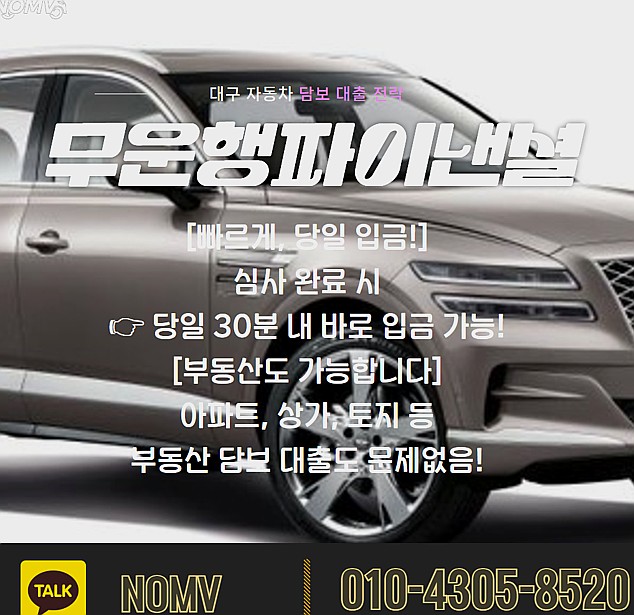 NOMV5
대구 자동차 담보 대출 전략
무운행파이낸셜
[빠르게, 당일 입금!]
심사 완료 시
👉 당일 30분 내 바로 입금 가능!
[부동산도 가능합니다]
아파트, 상가, 토지 등
부동산 담보 대출도 문제없음!
TALK
NOMV
010-4305-8520